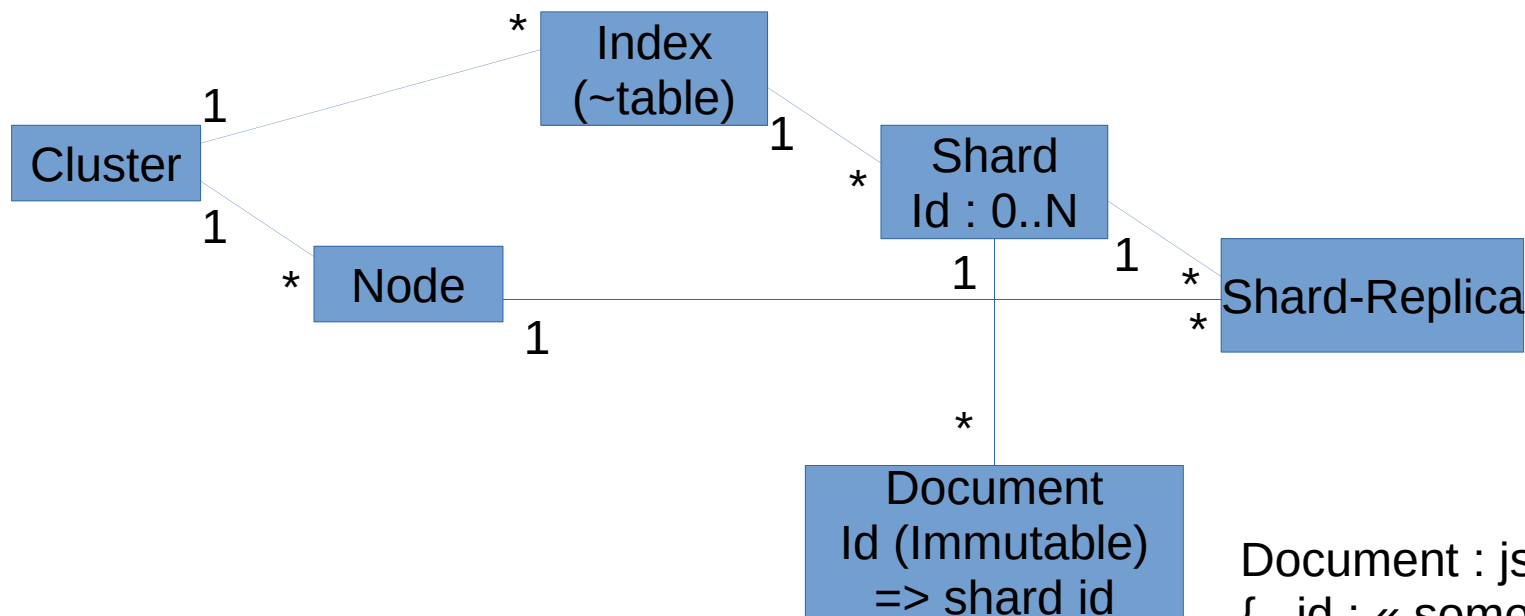 *
Index
(~table)
1
1
Cluster
Shard
Id : 0..N
*
1
*
Node
1
1
*
Shard-Replica
*
1
*
Document
Id (Immutable)
=> shard id
Document : js